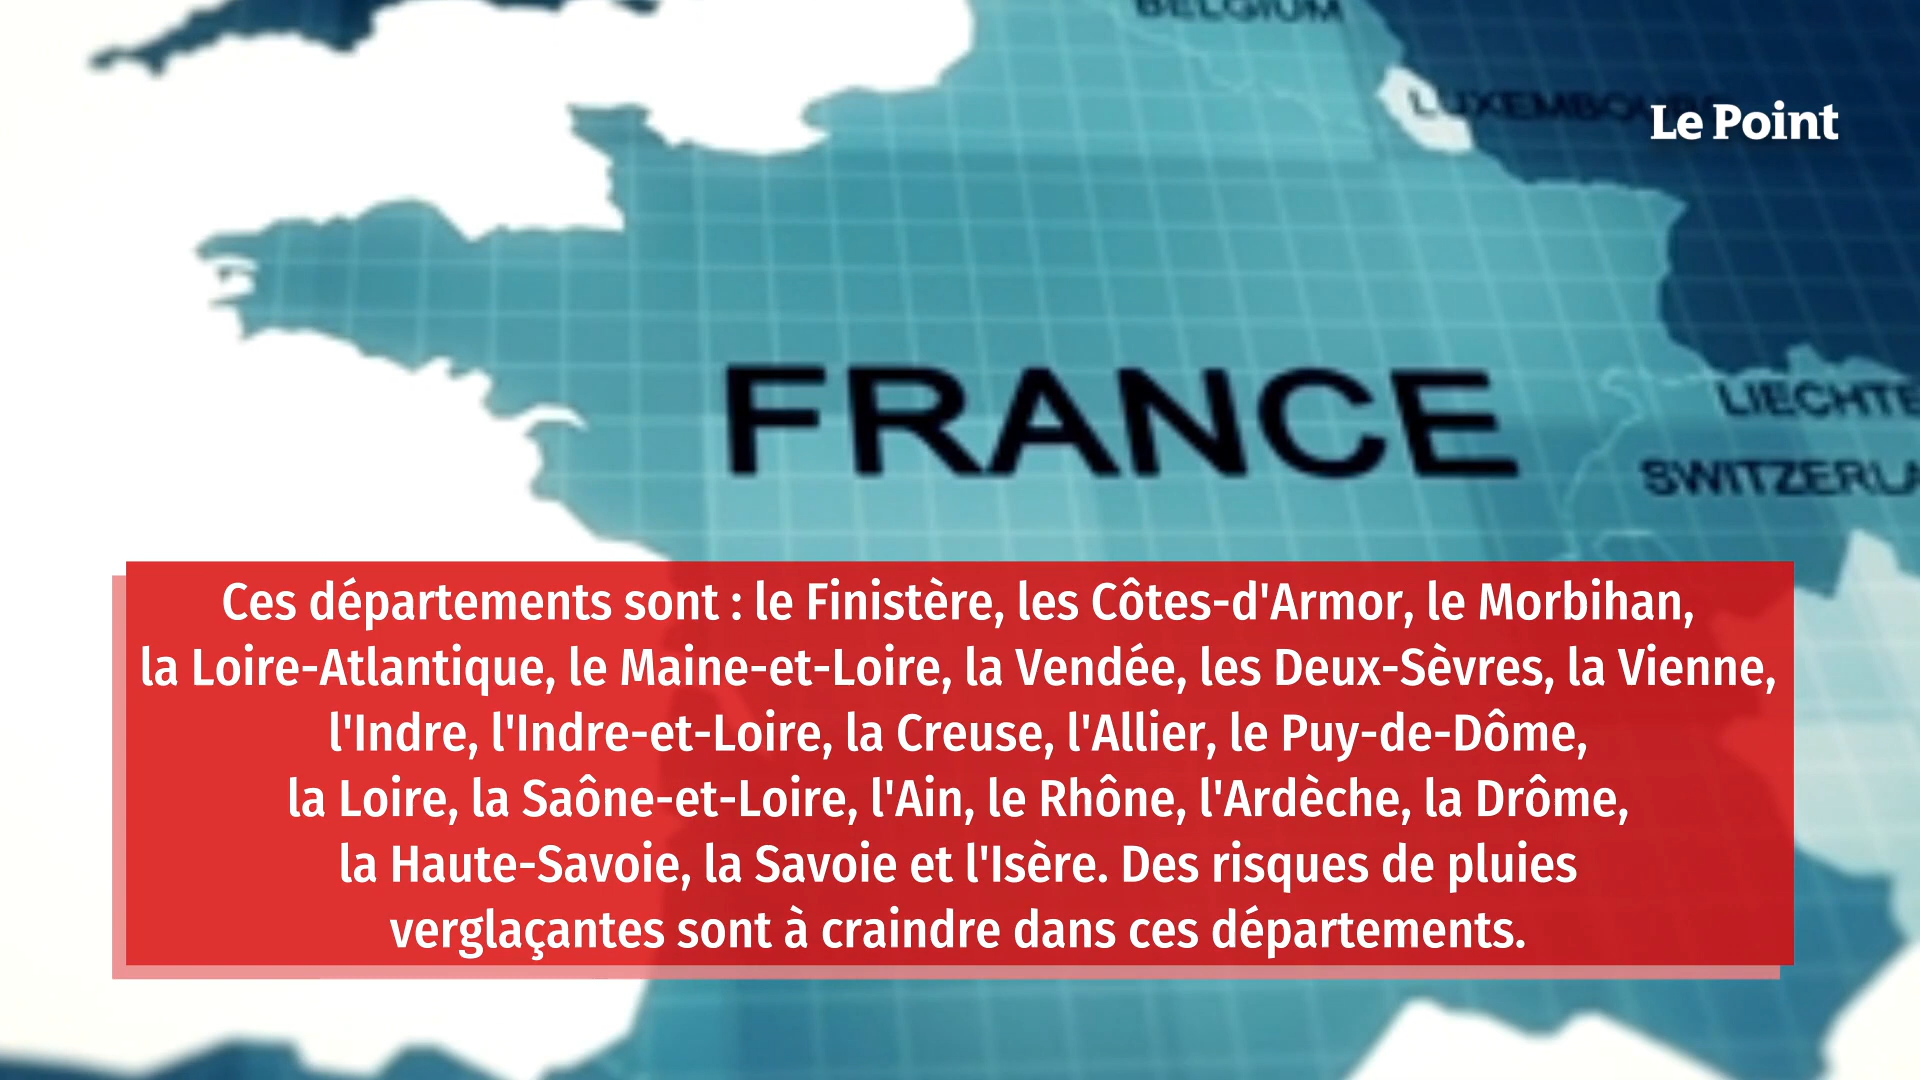 BELGIUM
Le Point
FRANCE
Ces départements sont : le Finistère, les Côtes-d'Armor, le Morbihan,
la Loire-Atlantique, le Maine-et-Loire, la Vendée, les Deux-Sèvres, la Vienne,
l'Indre, l'Indre-et-Loire, la Creuse, l'Allier, le Puy-de-Dôme,
la Loire, la Saône-et-Loire, l'Ain, le Rhône, l'Ardèche, la Drôme,
la Haute-Savoie, la Savoie et l'Isère. Des risques de pluies
verglaçantes sont à craindre dans ces départements.